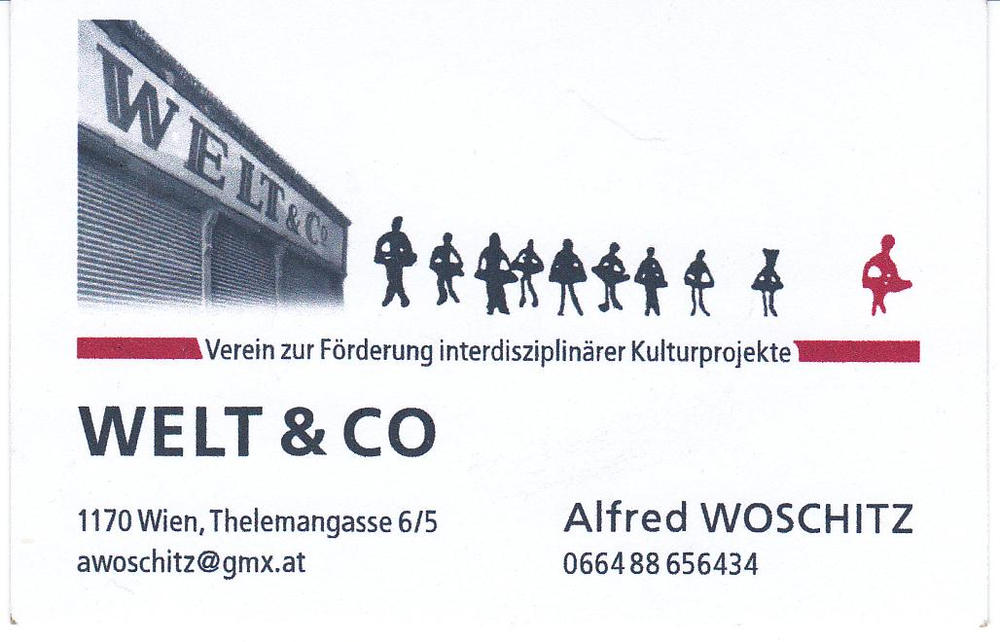 WELT & Co
Verein zur Förderung interdisziplinärer Kulturprojekte
WELT & CO
1170 Wien, Thelemangasse 6/5
awoschitz@gmx.at
Alfred WOSCHITZ
0664 88 656434